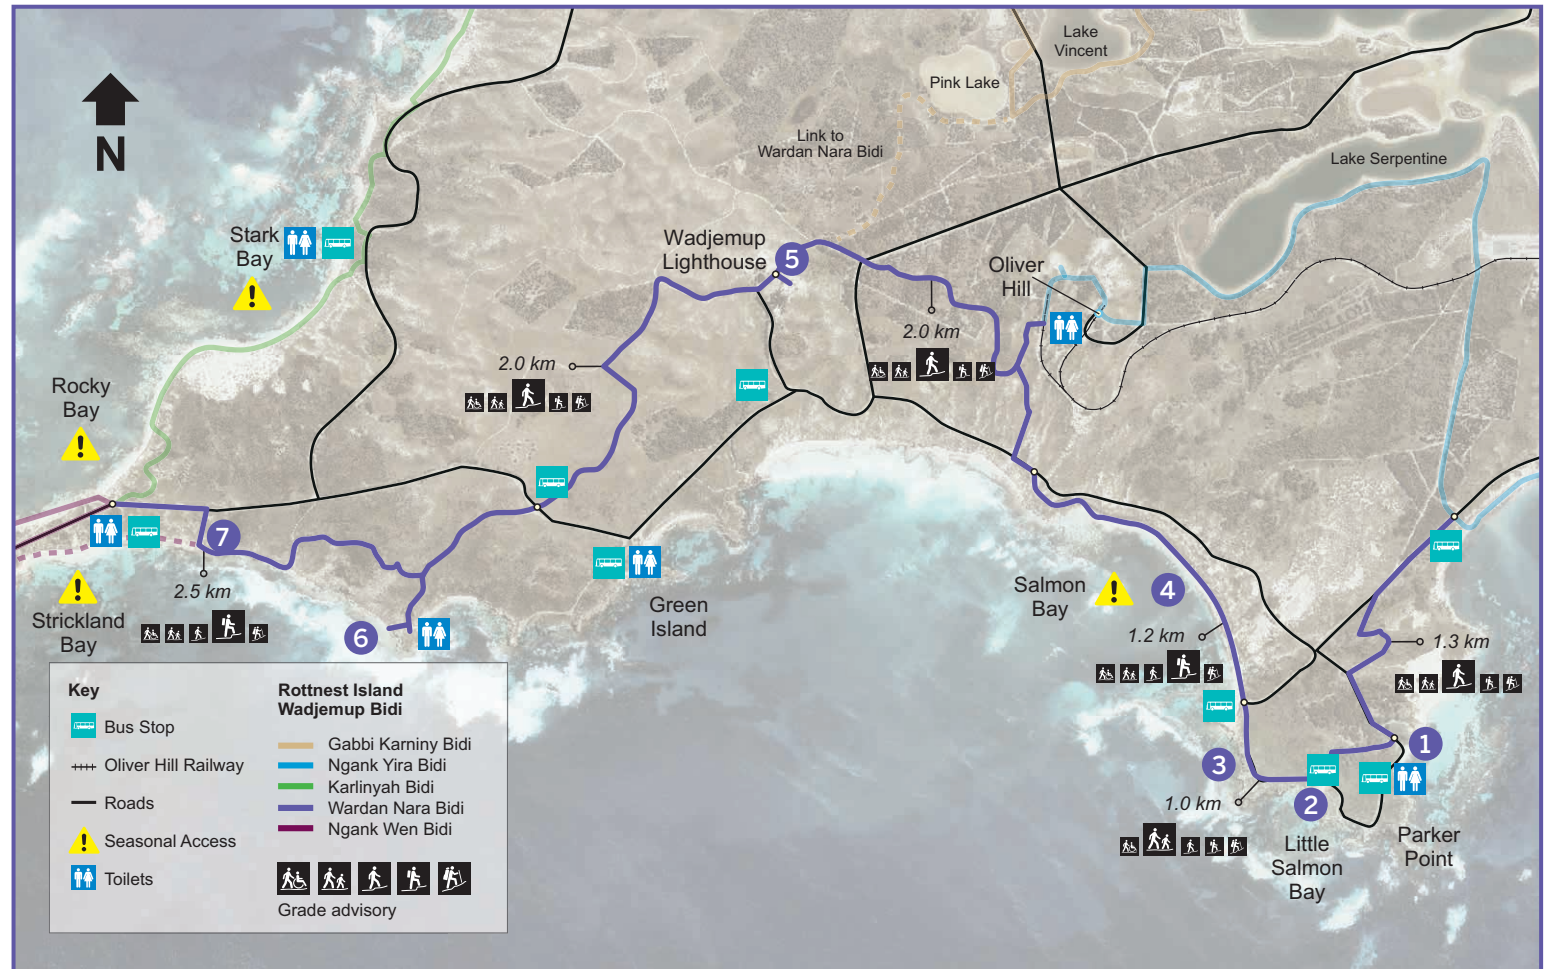 Lake
Vincent
Pink Lake
Link to
Wardan Nara Bidi
Lake Serpentine
N
Stark
Bay
Wadjemup
Lighthouse
5
Oliver
Hill
2.0 km
2.0 km
Rocky
Bay
7
2.5 km
Strickland
Bay
6
Green
Island
Salmon
Bay
4
1.2 km
1.3 km
3
1
1.0 km
2
Little
Salmon
Bay
Parker
Point
Key
Bus Stop
Oliver Hill Railway
Roads
Seasonal Access
Toilets
Rottnest Island
Wadjemup Bidi
Gabbi Karniny Bidi
Ngank Yira Bidi
Karlinyah Bidi
Wardan Nara Bidi
Ngank Wen Bidi
Grade advisory